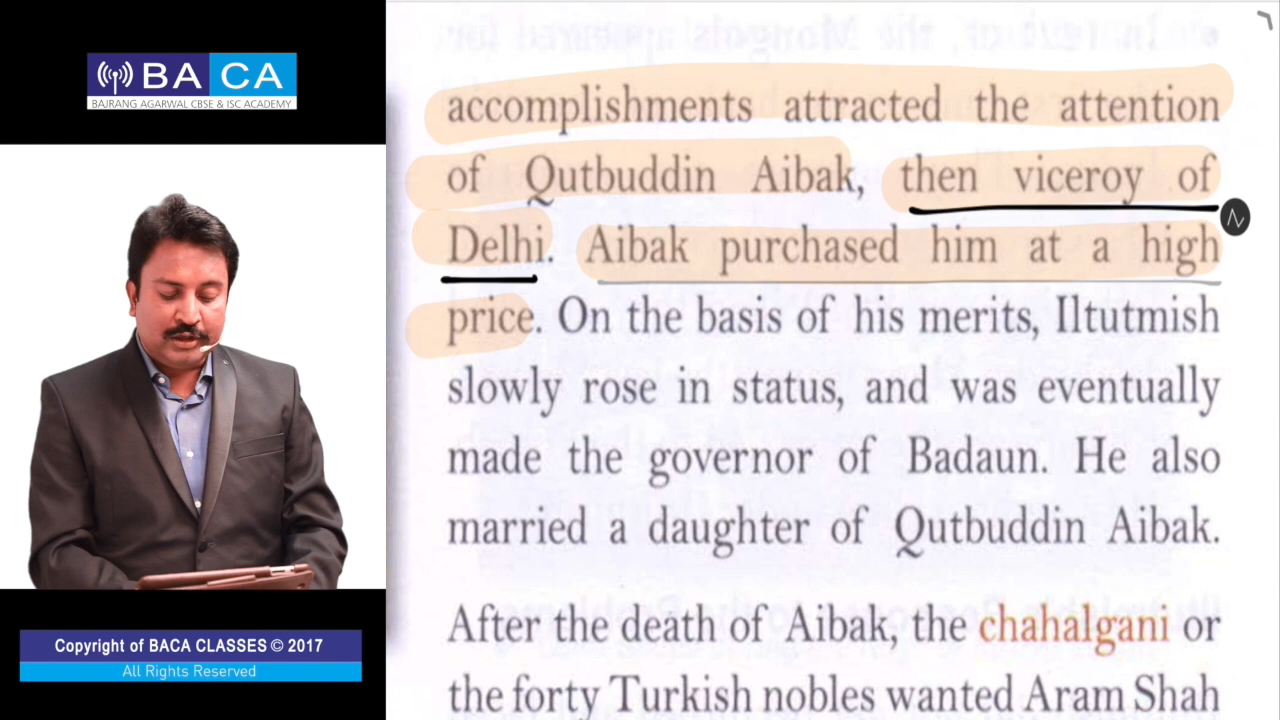 BA CA
BAJRANG AGARWAL CBSE & ISC ACADEMY
accomplishments attracted the attention
of Qutbuddin Aibak, then viceroy of
Delhi. Aibak purchased him at a high
price. On the basis of his merits, Iltutmish
slowly rose in status, and was eventually
made the governor of Badaun. He also
married a daughter of Qutbuddin Aibak.
After the death of Aibak, the chahalgani or
the forty Turkish nobles wanted Aram Shah
Copyright of BACA CLASSES © 2017
All Rights Reserved